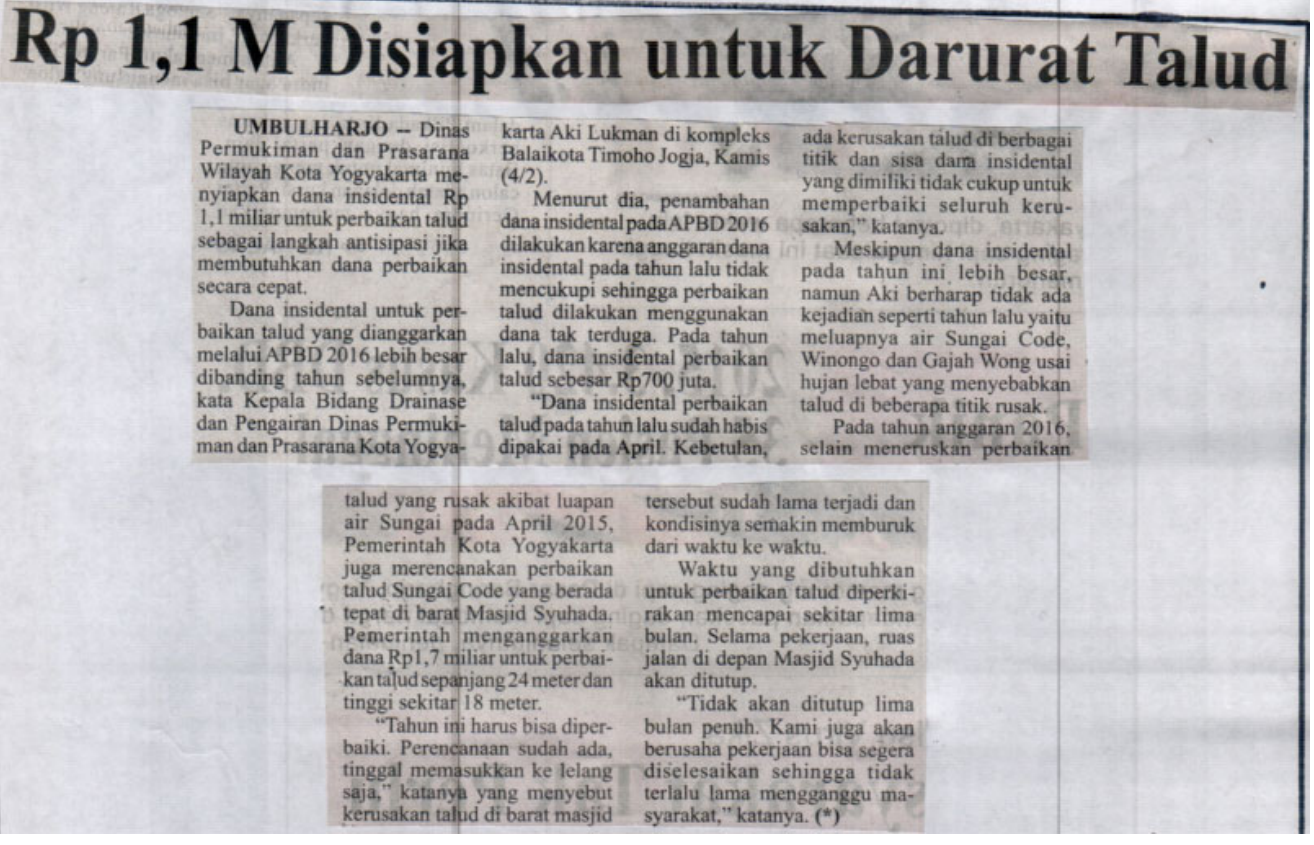 Rp 1,1 M Disiapkan untuk Darurat Talud
UMBULHARJO – Dinas
Permukiman dan Prasarana
Wilayah Kota Yogyakarta me-
nyiapkan dana insidental Rp
1,1 miliar untuk perbaikan talud
sebagai langkah antisipasi jika
membutuhkan dana perbaikan
secara cepat.
Dana insidental untuk per-
baikan talud yang dianggarkan
melalui APBD 2016 lebih besar
dibanding tahun sebelumnya,
kata Kepala Bidang Drainase
dan Pengairan Dinas Permuki-
man dan Prasarana Kota Yogya-
karta Aki Lukman di kompleks
Balaikota Timoho Jogja, Kamis
(4/2).
Menurut dia, penambahan
dana insidental pada APBD 2016
dilakukan karena anggaran dana
insidental pada tahun lalu tidak
mencukupi sehingga perbaikan
talud dilakukan menggunakan
dana tak terduga. Pada tahun
lalu, dana insidental perbaikan
talud sebesar Rp700 juta.
“Dana insidental perbaikan
talud pada tahun lalu sudah habis
dipakai pada April. Kebetulan,
ada kerusakan talud di berbagai
titik dan sisa dana insidental
yang dimiliki tidak cukup untuk
memperbaiki seluruh keru-
sakan,” katanya.
Meskipun dana insidental
pada tahun ini lebih besar,
namun Aki berharap tidak ada
kejadian seperti tahun lalu yaitu
meluapnya air Sungai Code,
Winongo dan Gajah Wong usai
hujan lebat yang menyebabkan
talud di beberapa titik rusak.
Pada tahun anggaran 2016,
selain meneruskan perbaikan
talud yang rusak akibat luapan
air Sungai pada April 2015,
Pemerintah Kota Yogyakarta
juga merencanakan perbaikan
talud Sungai Code yang berada
tepat di barat Masjid Syuhada.
Pemerintah menganggarkan
dana Rp1,7 miliar untuk perbai-
kan talud sepanjang 24 meter dan
tinggi sekitar 18 meter.
“Tahun ini harus bisa diper-
baiki. Perencanaan sudah ada,
tinggal memasukkan ke lelang
saja,” katanya yang menyebut
kerusakan talud di barat masjid
tersebut sudah lama terjadi dan
kondisinya semakin memburuk
dari waktu ke waktu.
Waktu yang dibutuhkan
untuk perbaikan talud diperki-
rakan mencapai sekitar lima
bulan. Selama pekerjaan, ruas
jalan di depan Masjid Syuhada
akan ditutup.
“Tidak akan ditutup lima
bulan penuh. Kami juga akan
berusaha pekerjaan bisa segera
diselesaikan sehingga tidak
terlalu lama mengganggu ma-
syarakat,” katanya. (*)